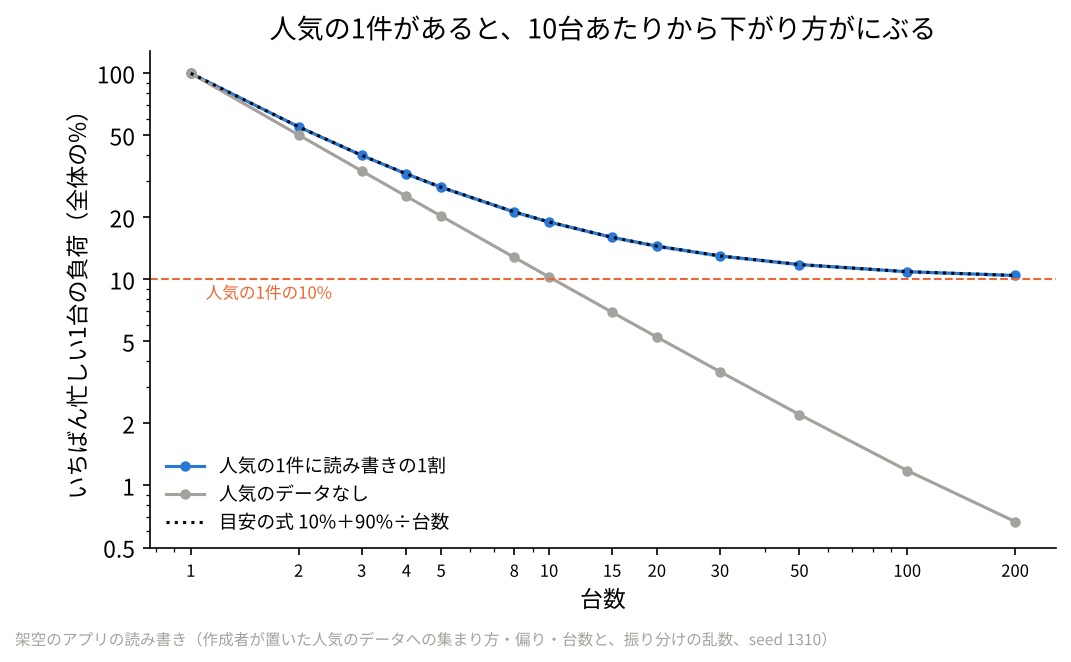 人気の1件があると、10台あたりから下がり方がにぶる
いちばん忙しい1台の負荷（全体の%）
100
50
20
10
5
2
1
0.5
人気の1件の10%
人気の1件に読み書きの1割
人気のデータなし
目安の式 10%＋90%÷台数
1 2 3 4 5 8 10 15 20 30 50 100 200
台数
架空のアプリの読み書き（作成者が置いた人気のデータへの集まり方・偏り・台数と、振り分けの乱数、seed 1310）